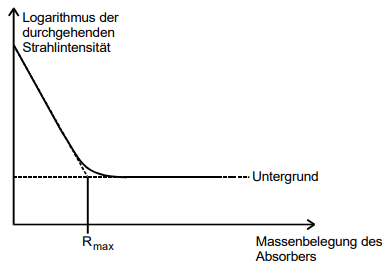 Logarithmus der
durchgehenden
Strahlintensität
Untergrund
Rmax
Massenbelegung des
Absorbers